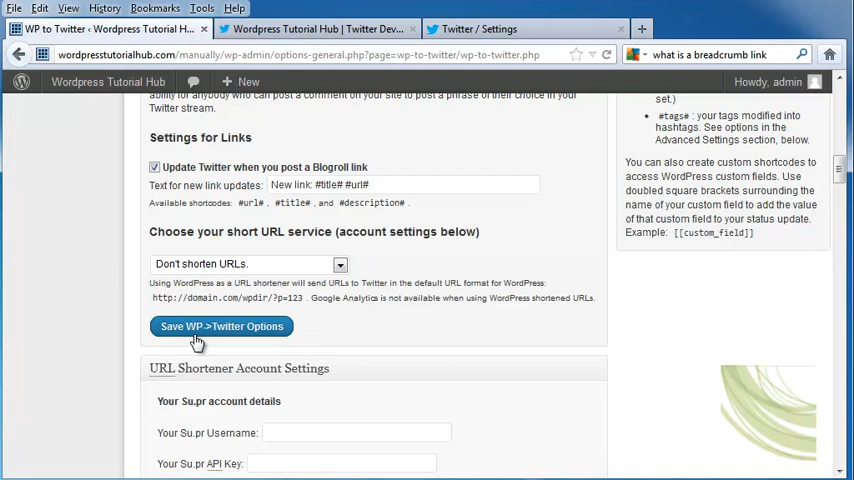 File Edit View History Bookmarks Tools Help
WP to Twitter ‹ Wordpress Tutorial H... × Wordpress Tutorial Hub | Twitter Dev... × Twitter / Settings × +
wordpresstutorialhub.com/manually/wp-admin/options-general.php?page=wp-to-twitter/wp-to-twitter.php what is a breadcrumb link
Wordpress Tutorial Hub + New Howdy, admin
ability for anybody who can post a comment on your site to post a phrase of their choice in your
Twitter stream.
Settings for Links
Update Twitter when you post a Blogroll link
Text for new link updates: New link: #title# #url#
Available shortcodes: #url# , #title# , and #description# .
Choose your short URL service (account settings below)
Don't shorten URLs.
Using WordPress as a URL shortener will send URLs to Twitter in the default URL format for WordPress:
http://domain.com/wpdir/?p=123 . Google Analytics is not available when using WordPress shortened URLs.
Save WP->Twitter Options
URL Shortener Account Settings
Your Su.pr account details
Your Su.pr Username:
Your Su.pr API Key:
set.)
• #tags# : your tags modified into
hashtags. See options in the
Advanced Settings section, below.
You can also create custom shortcodes to
access WordPress custom fields. Use
doubled square brackets surrounding the
name of your custom field to add the value
of that custom field to your status update.
Example: [[custom_field]]